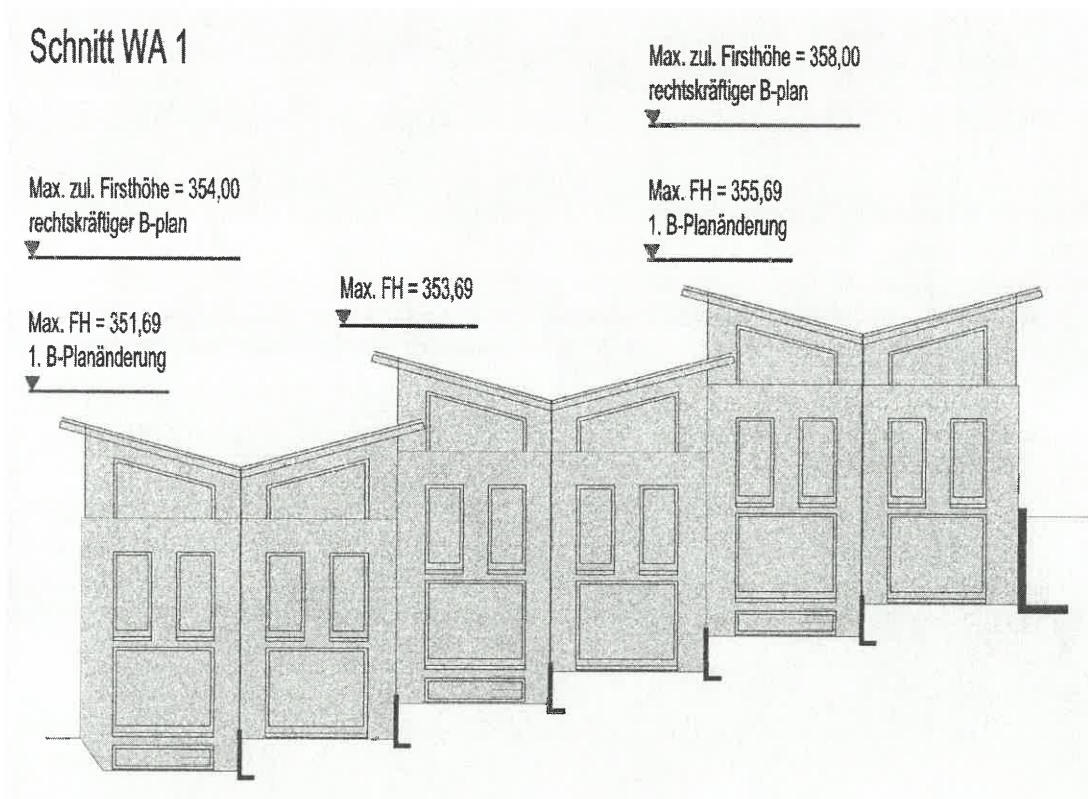 Schnitt WA 1
Max. zul. Firsthöhe = 358,00
rechtskräftiger B-plan
Max. zul. Firsthöhe = 354,00
rechtskräftiger B-plan
Max. FH = 355,69
1. B-Planänderung
Max. FH = 353,69
Max. FH = 351,69
1. B-Planänderung